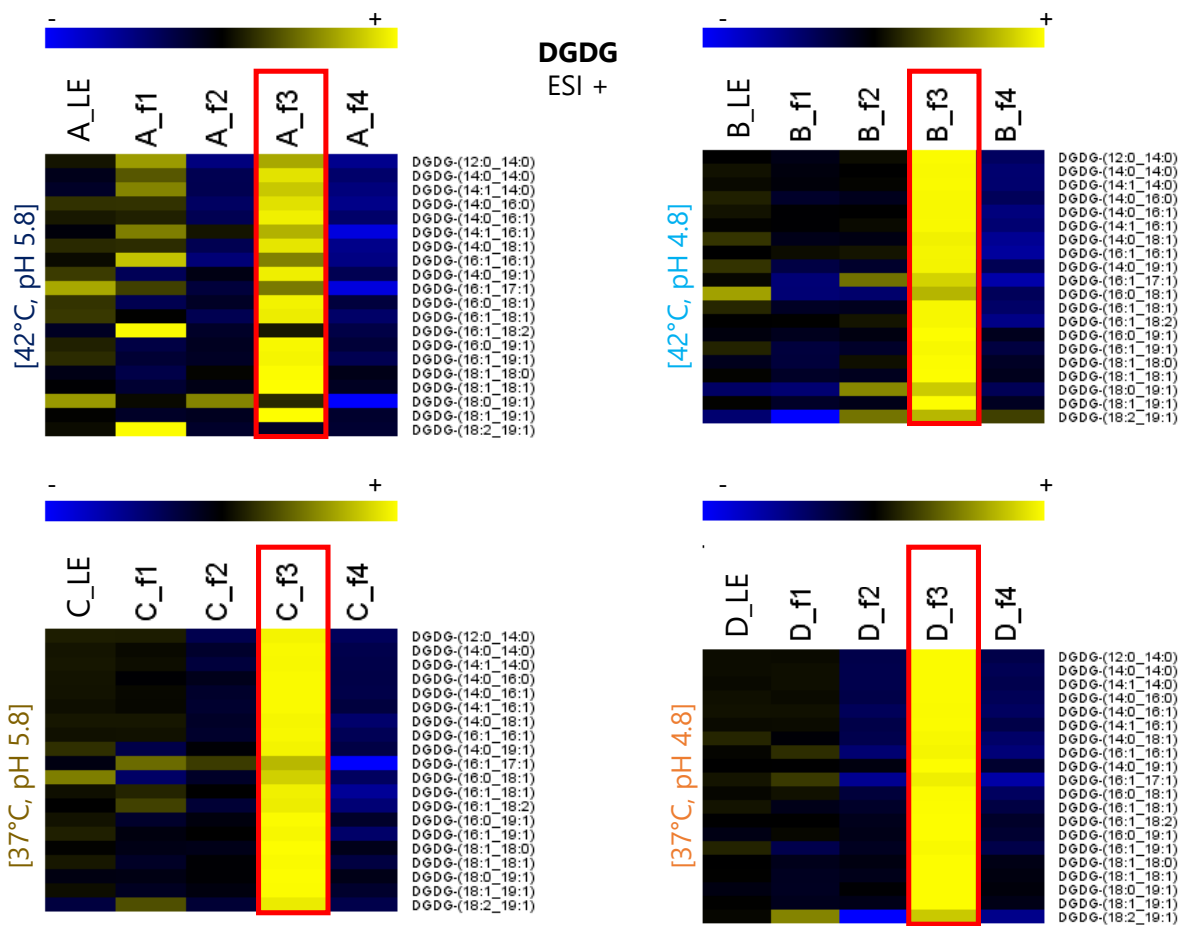 - +
A_LE A_f1 A_f2 A_f3 A_f4
[42°C, pH 5.8]
DGDG-(12:0_14:0)
DGDG-(14:0_14:0)
DGDG-(14:1_14:0)
DGDG-(14:0_16:0)
DGDG-(14:0_16:1)
DGDG-(14:1_16:1)
DGDG-(14:0_18:1)
DGDG-(16:1_16:1)
DGDG-(14:0_19:1)
DGDG-(16:1_17:1)
DGDG-(16:0_18:1)
DGDG-(16:1_18:1)
DGDG-(16:1_18:2)
DGDG-(16:0_19:1)
DGDG-(16:1_19:1)
DGDG-(18:1_18:0)
DGDG-(18:1_18:1)
DGDG-(18:0_19:1)
DGDG-(18:1_19:1)
DGDG-(18:2_19:1)
DGDG
ESI +
- +
B_LE B_f1 B_f2 B_f3 B_f4
[42°C, pH 4.8]
DGDG-(12:0_14:0)
DGDG-(14:0_14:0)
DGDG-(14:1_14:0)
DGDG-(14:0_16:0)
DGDG-(14:0_16:1)
DGDG-(14:1_16:1)
DGDG-(14:0_18:1)
DGDG-(16:1_16:1)
DGDG-(14:0_19:1)
DGDG-(16:1_17:1)
DGDG-(16:0_18:1)
DGDG-(16:1_18:1)
DGDG-(16:1_18:2)
DGDG-(16:0_19:1)
DGDG-(16:1_19:1)
DGDG-(18:1_18:0)
DGDG-(18:1_18:1)
DGDG-(18:0_19:1)
DGDG-(18:1_19:1)
DGDG-(18:2_19:1)
- +
C_LE C_f1 C_f2 C_f3 C_f4
[37°C, pH 5.8]
DGDG-(12:0_14:0)
DGDG-(14:0_14:0)
DGDG-(14:1_14:0)
DGDG-(14:0_16:0)
DGDG-(14:0_16:1)
DGDG-(14:1_16:1)
DGDG-(14:0_18:1)
DGDG-(16:1_16:1)
DGDG-(14:0_19:1)
DGDG-(16:1_17:1)
DGDG-(16:0_18:1)
DGDG-(16:1_18:1)
DGDG-(16:1_18:2)
DGDG-(16:0_19:1)
DGDG-(16:1_19:1)
DGDG-(18:1_18:0)
DGDG-(18:1_18:1)
DGDG-(18:0_19:1)
DGDG-(18:1_19:1)
DGDG-(18:2_19:1)
- +
D_LE D_f1 D_f2 D_f3 D_f4
[37°C, pH 4.8]
DGDG-(12:0_14:0)
DGDG-(14:0_14:0)
DGDG-(14:1_14:0)
DGDG-(14:0_16:0)
DGDG-(14:0_16:1)
DGDG-(14:1_16:1)
DGDG-(14:0_18:1)
DGDG-(16:1_16:1)
DGDG-(14:0_19:1)
DGDG-(16:1_17:1)
DGDG-(16:0_18:1)
DGDG-(16:1_18:1)
DGDG-(16:1_18:2)
DGDG-(16:0_19:1)
DGDG-(16:1_19:1)
DGDG-(18:1_18:0)
DGDG-(18:1_18:1)
DGDG-(18:0_19:1)
DGDG-(18:1_19:1)
DGDG-(18:2_19:1)